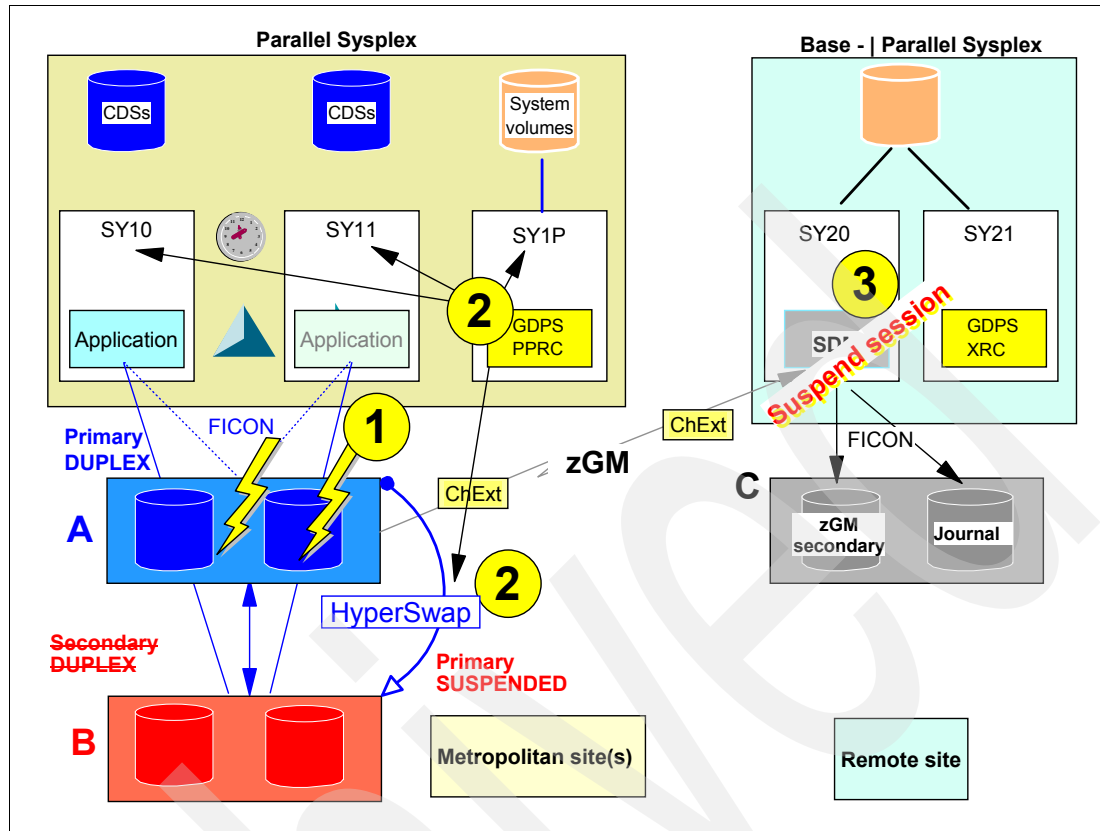 Parallel Sysplex
Base - | Parallel Sysplex
CDSs
CDSs
System
volumes
SY10
SY11
SY1P
SY20
SY21
2
3
Application
Application
GDPS
PPRC
GDPS
XRC
Suspend session
Primary
DUPLEX
FICON
1
ChExt
zGM
ChExt
FICON
A
C
zGM
secondary
Journal
2
HyperSwap
Secondary
DUPLEX
Primary
SUSPENDED
B
Metropolitan site(s)
Remote site